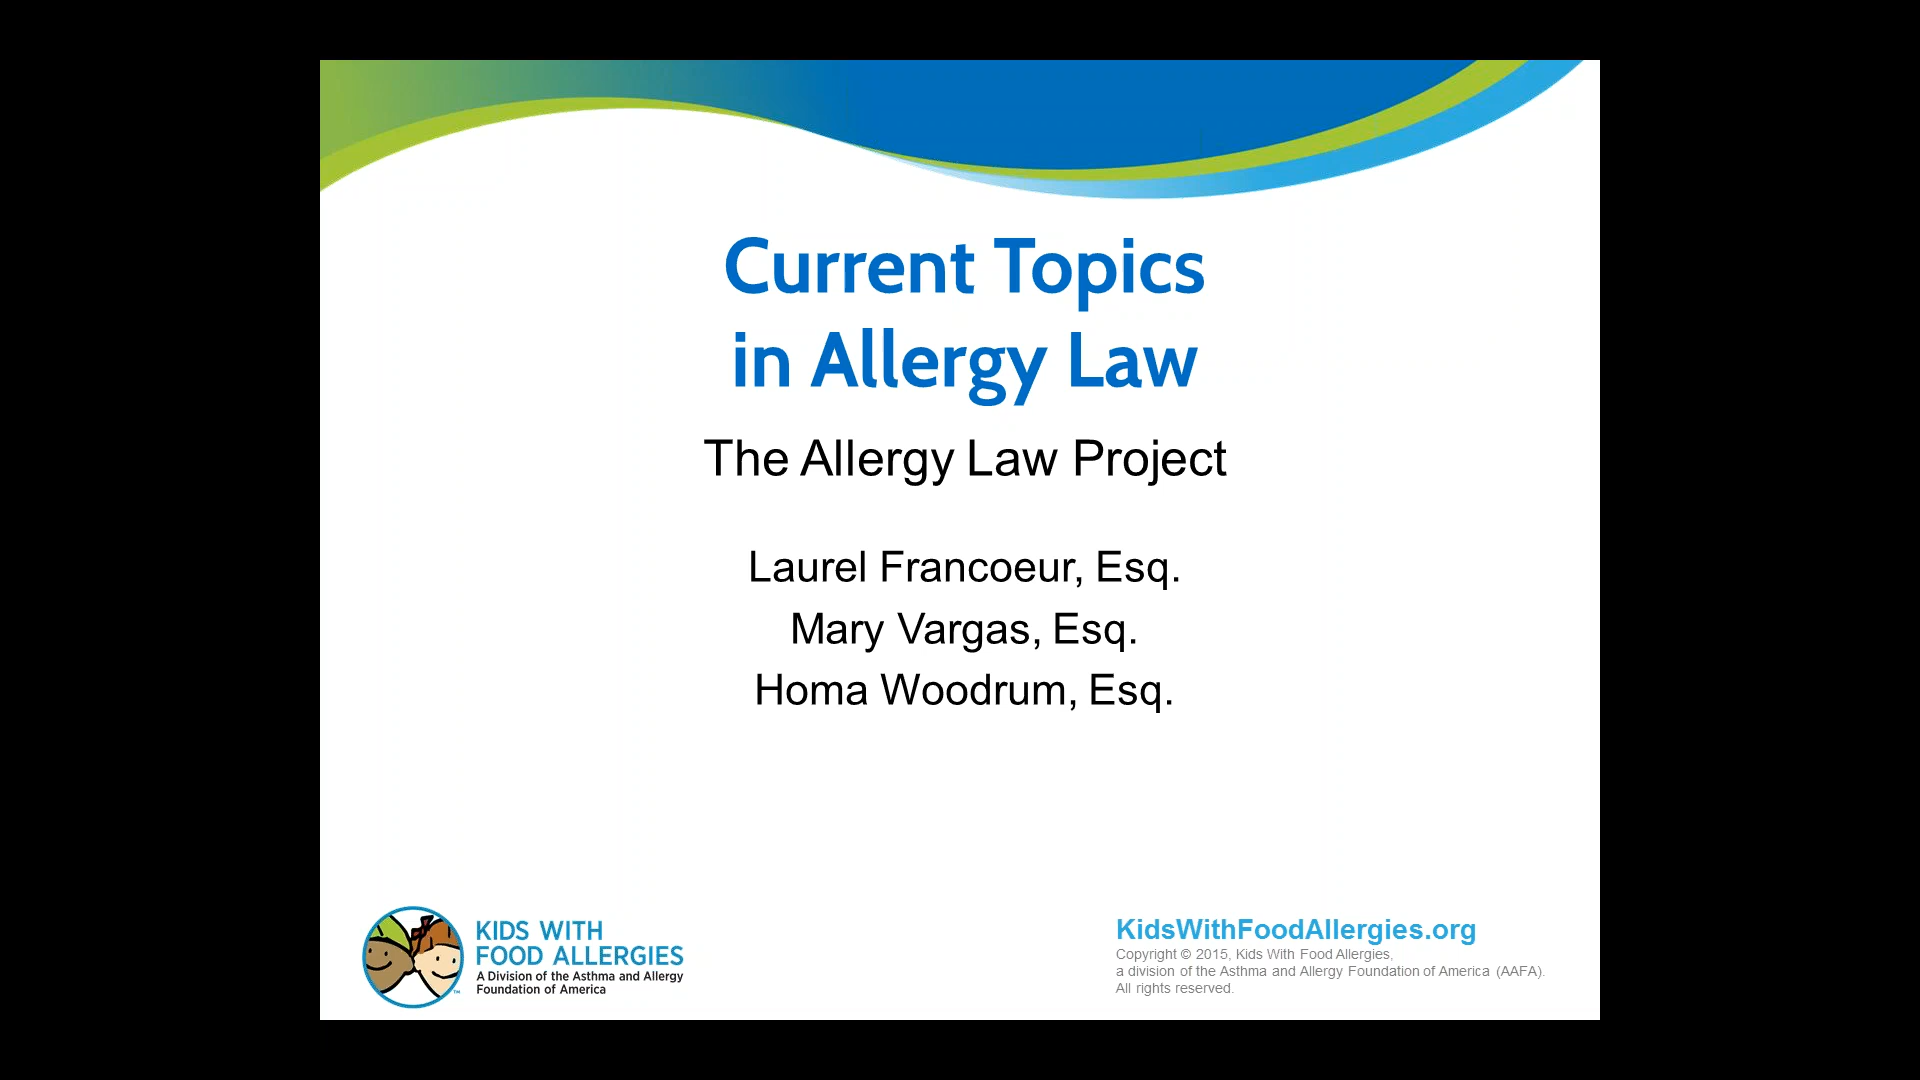 Current Topics
in Allergy Law
The Allergy Law Project
Laurel Francoeur, Esq.
Mary Vargas, Esq.
Homa Woodrum, Esq.
KIDS WITH
FOOD ALLERGIES
A Division of the Asthma and Allergy
Foundation of America
™
KidsWithFoodAllergies.org
Copyright © 2015, Kids With Food Allergies,
a division of the Asthma and Allergy Foundation of America (AAFA).
All rights reserved.